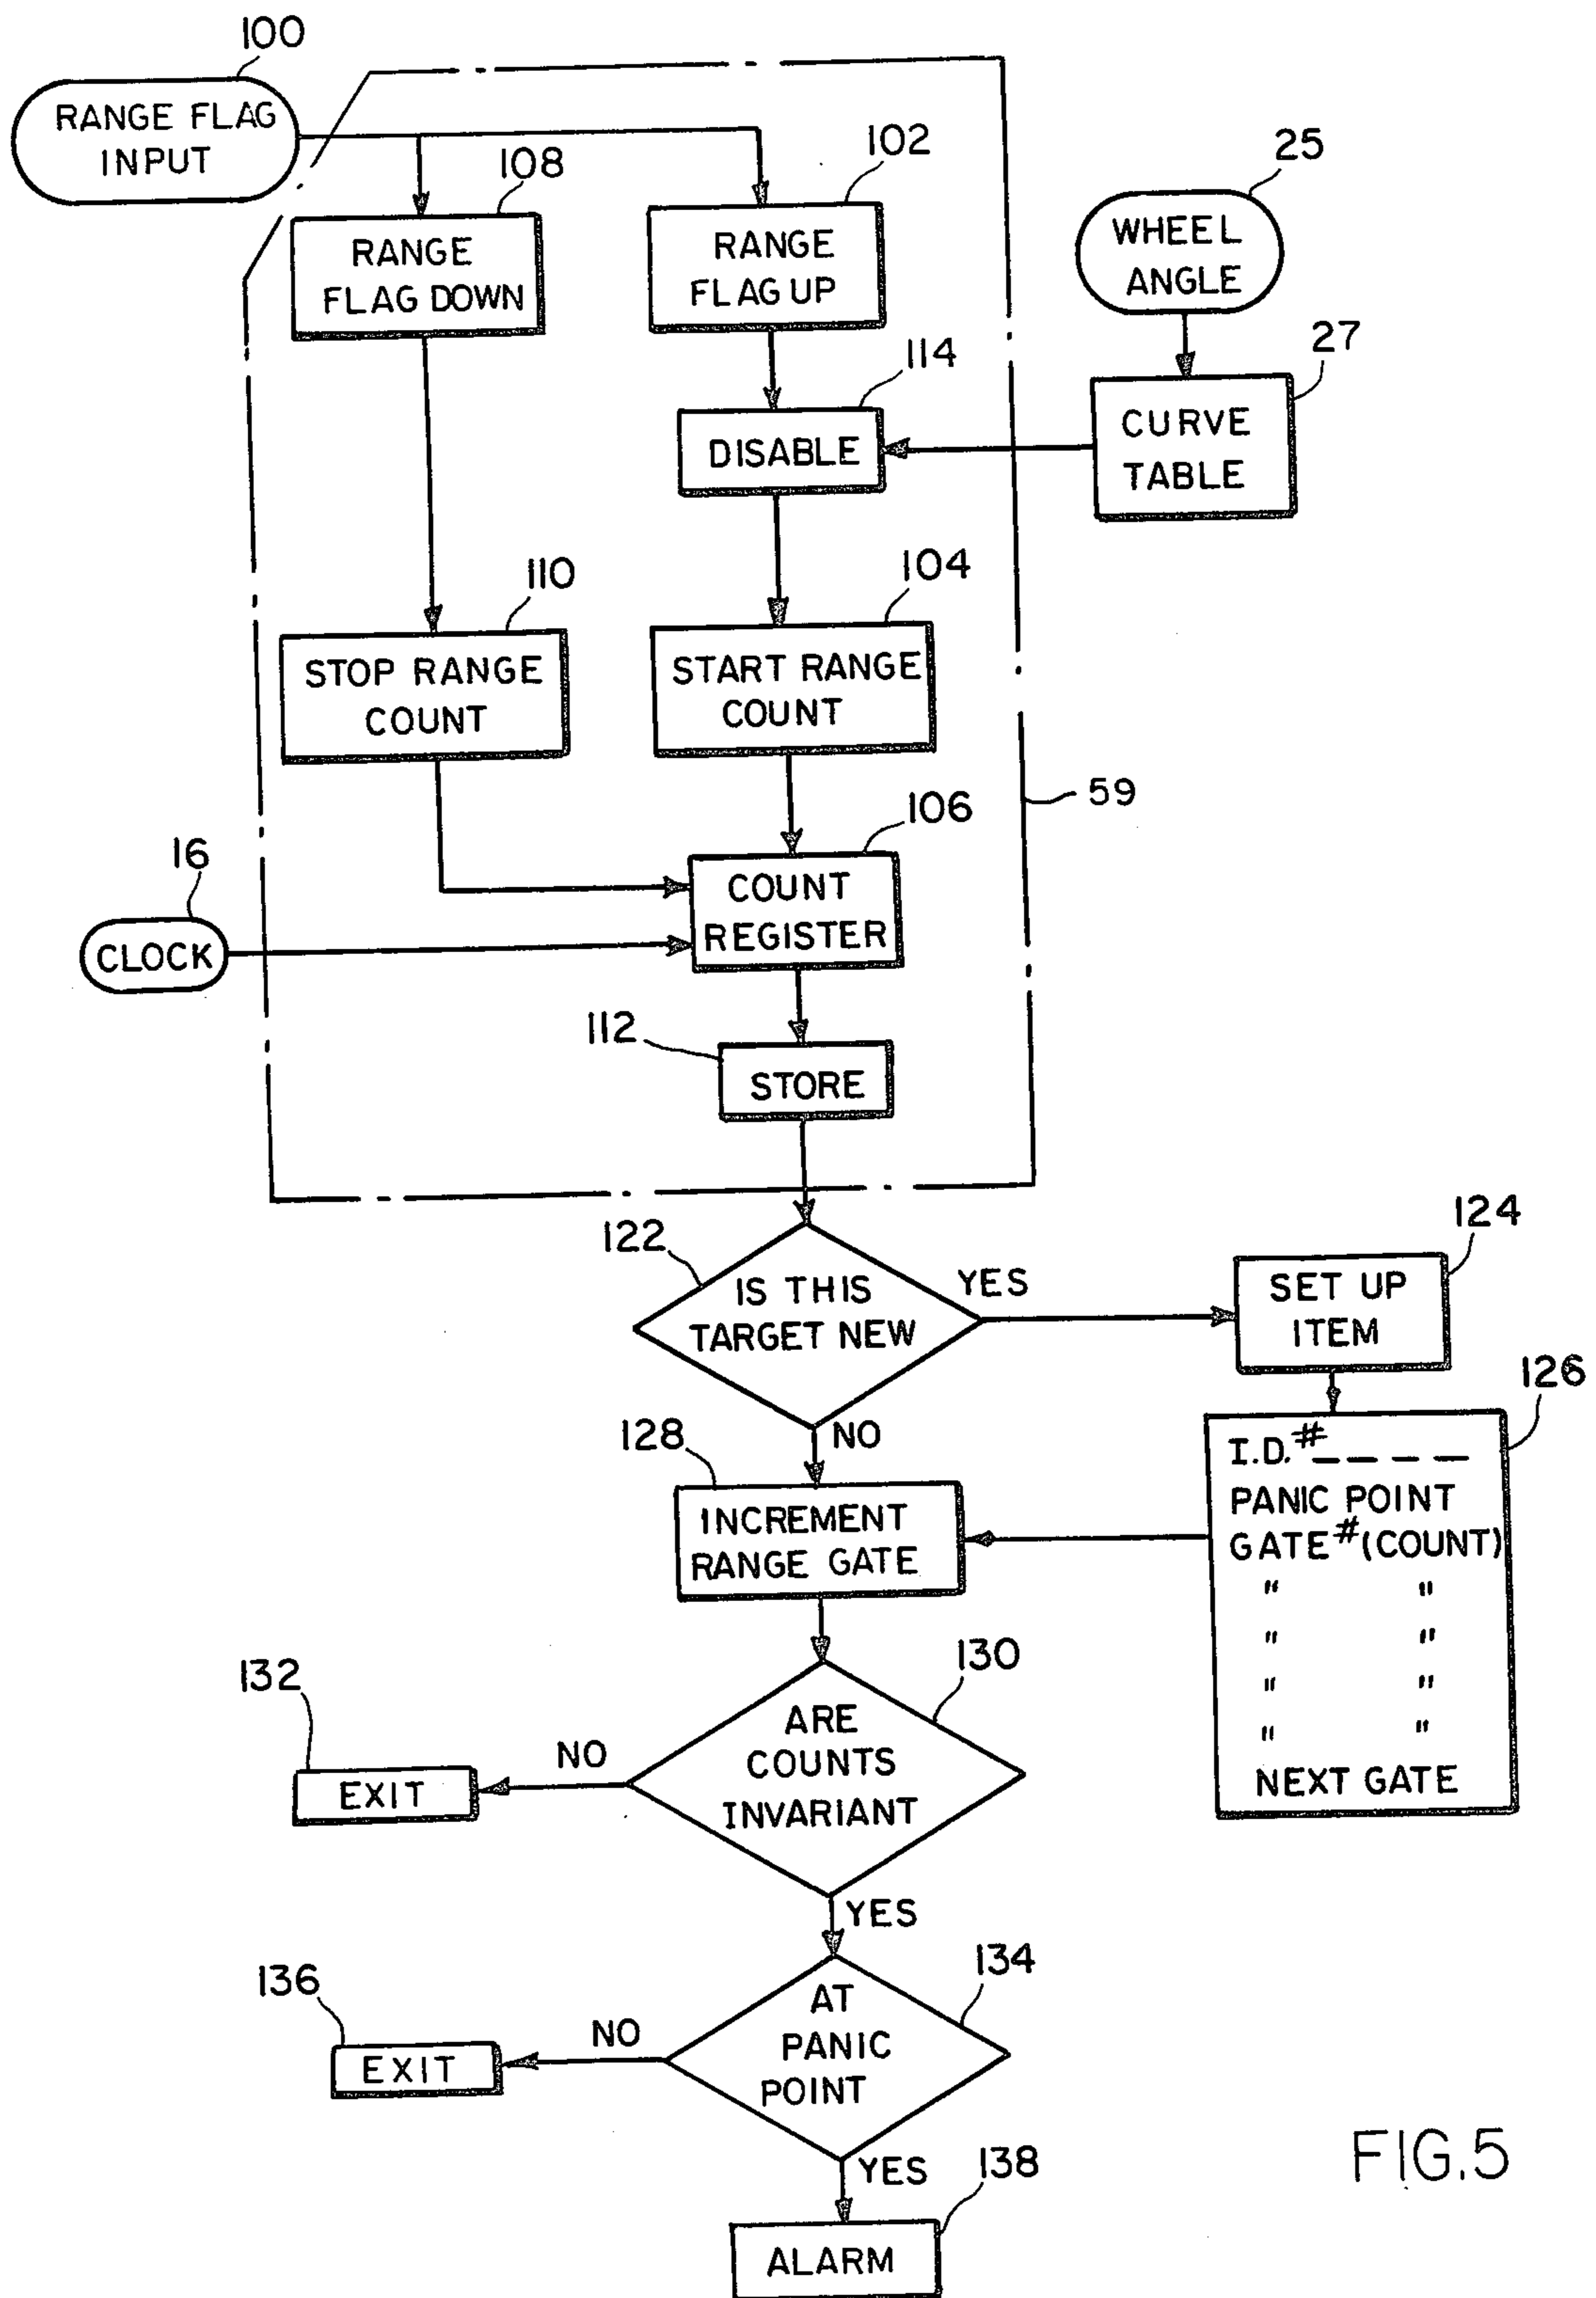 100
RANGE FLAG
INPUT
108
102
25
RANGE
FLAG DOWN
RANGE
FLAG UP
WHEEL
ANGLE
114
27
DISABLE
CURVE
TABLE
110
104
STOP RANGE
COUNT
START RANGE
COUNT
59
106
16
COUNT
REGISTER
CLOCK
112
STORE
122
124
IS THIS
TARGET NEW
YES
SET UP
ITEM
126
NO
128
I.D.# _ _ _ _
PANIC POINT
GATE # (COUNT)
" "
" "
" "
" "
NEXT GATE
INCREMENT
RANGE GATE
130
132
ARE
COUNTS
INVARIANT
NO
EXIT
YES
134
136
AT
PANIC
POINT
NO
EXIT
YES
138
ALARM
FIG.5